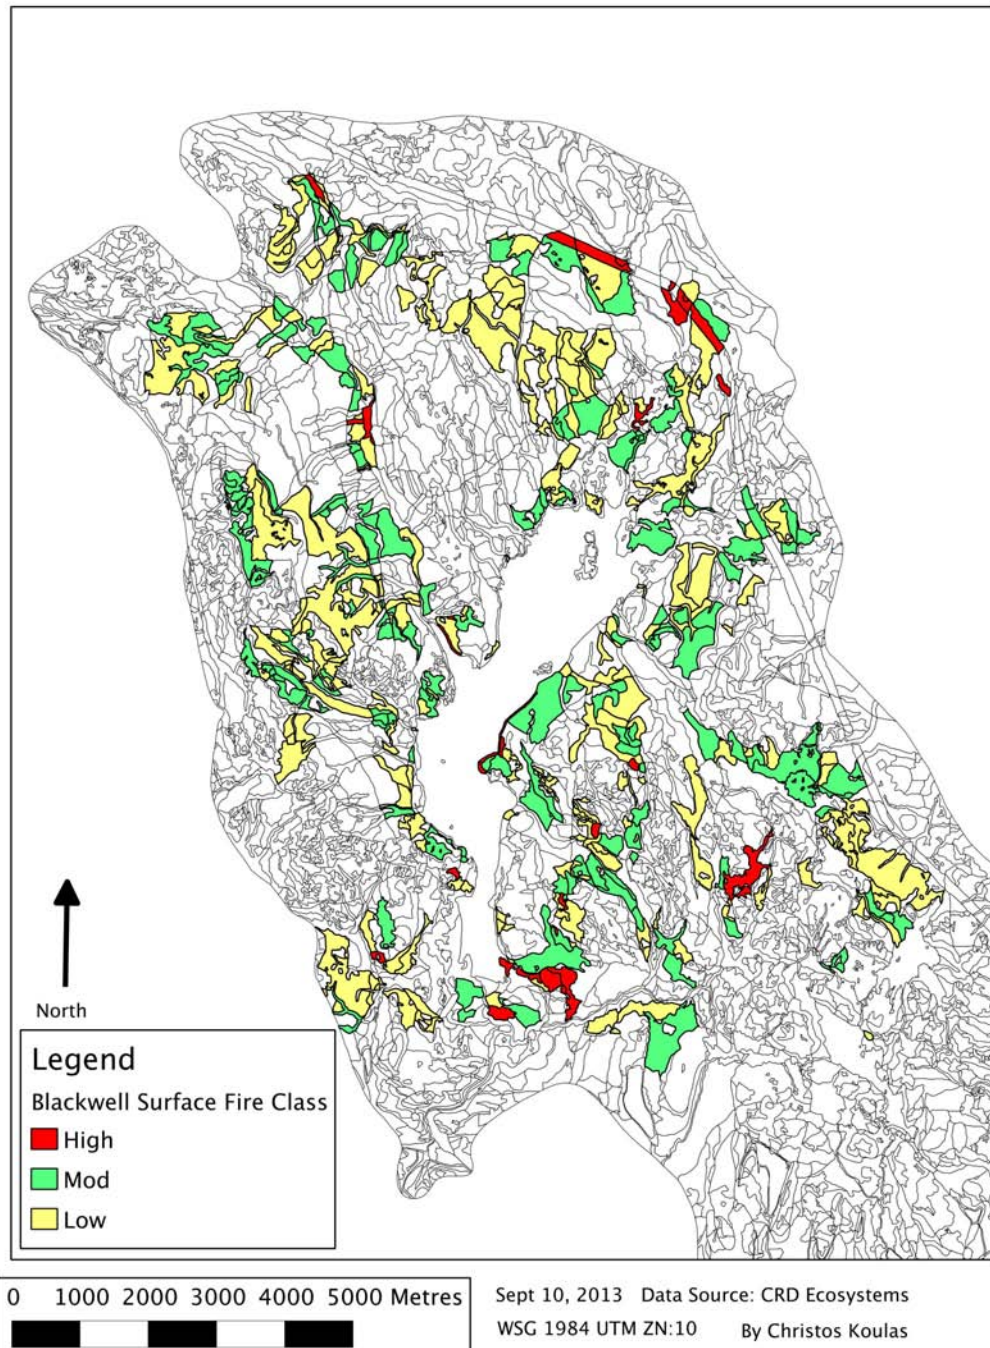 North
Legend
Blackwell Surface Fire Class
High
Mod
Low
0 1000 2000 3000 4000 5000 Metres
Sept 10, 2013 Data Source: CRD Ecosystems
WSG 1984 UTM ZN:10 By Christos Koulas